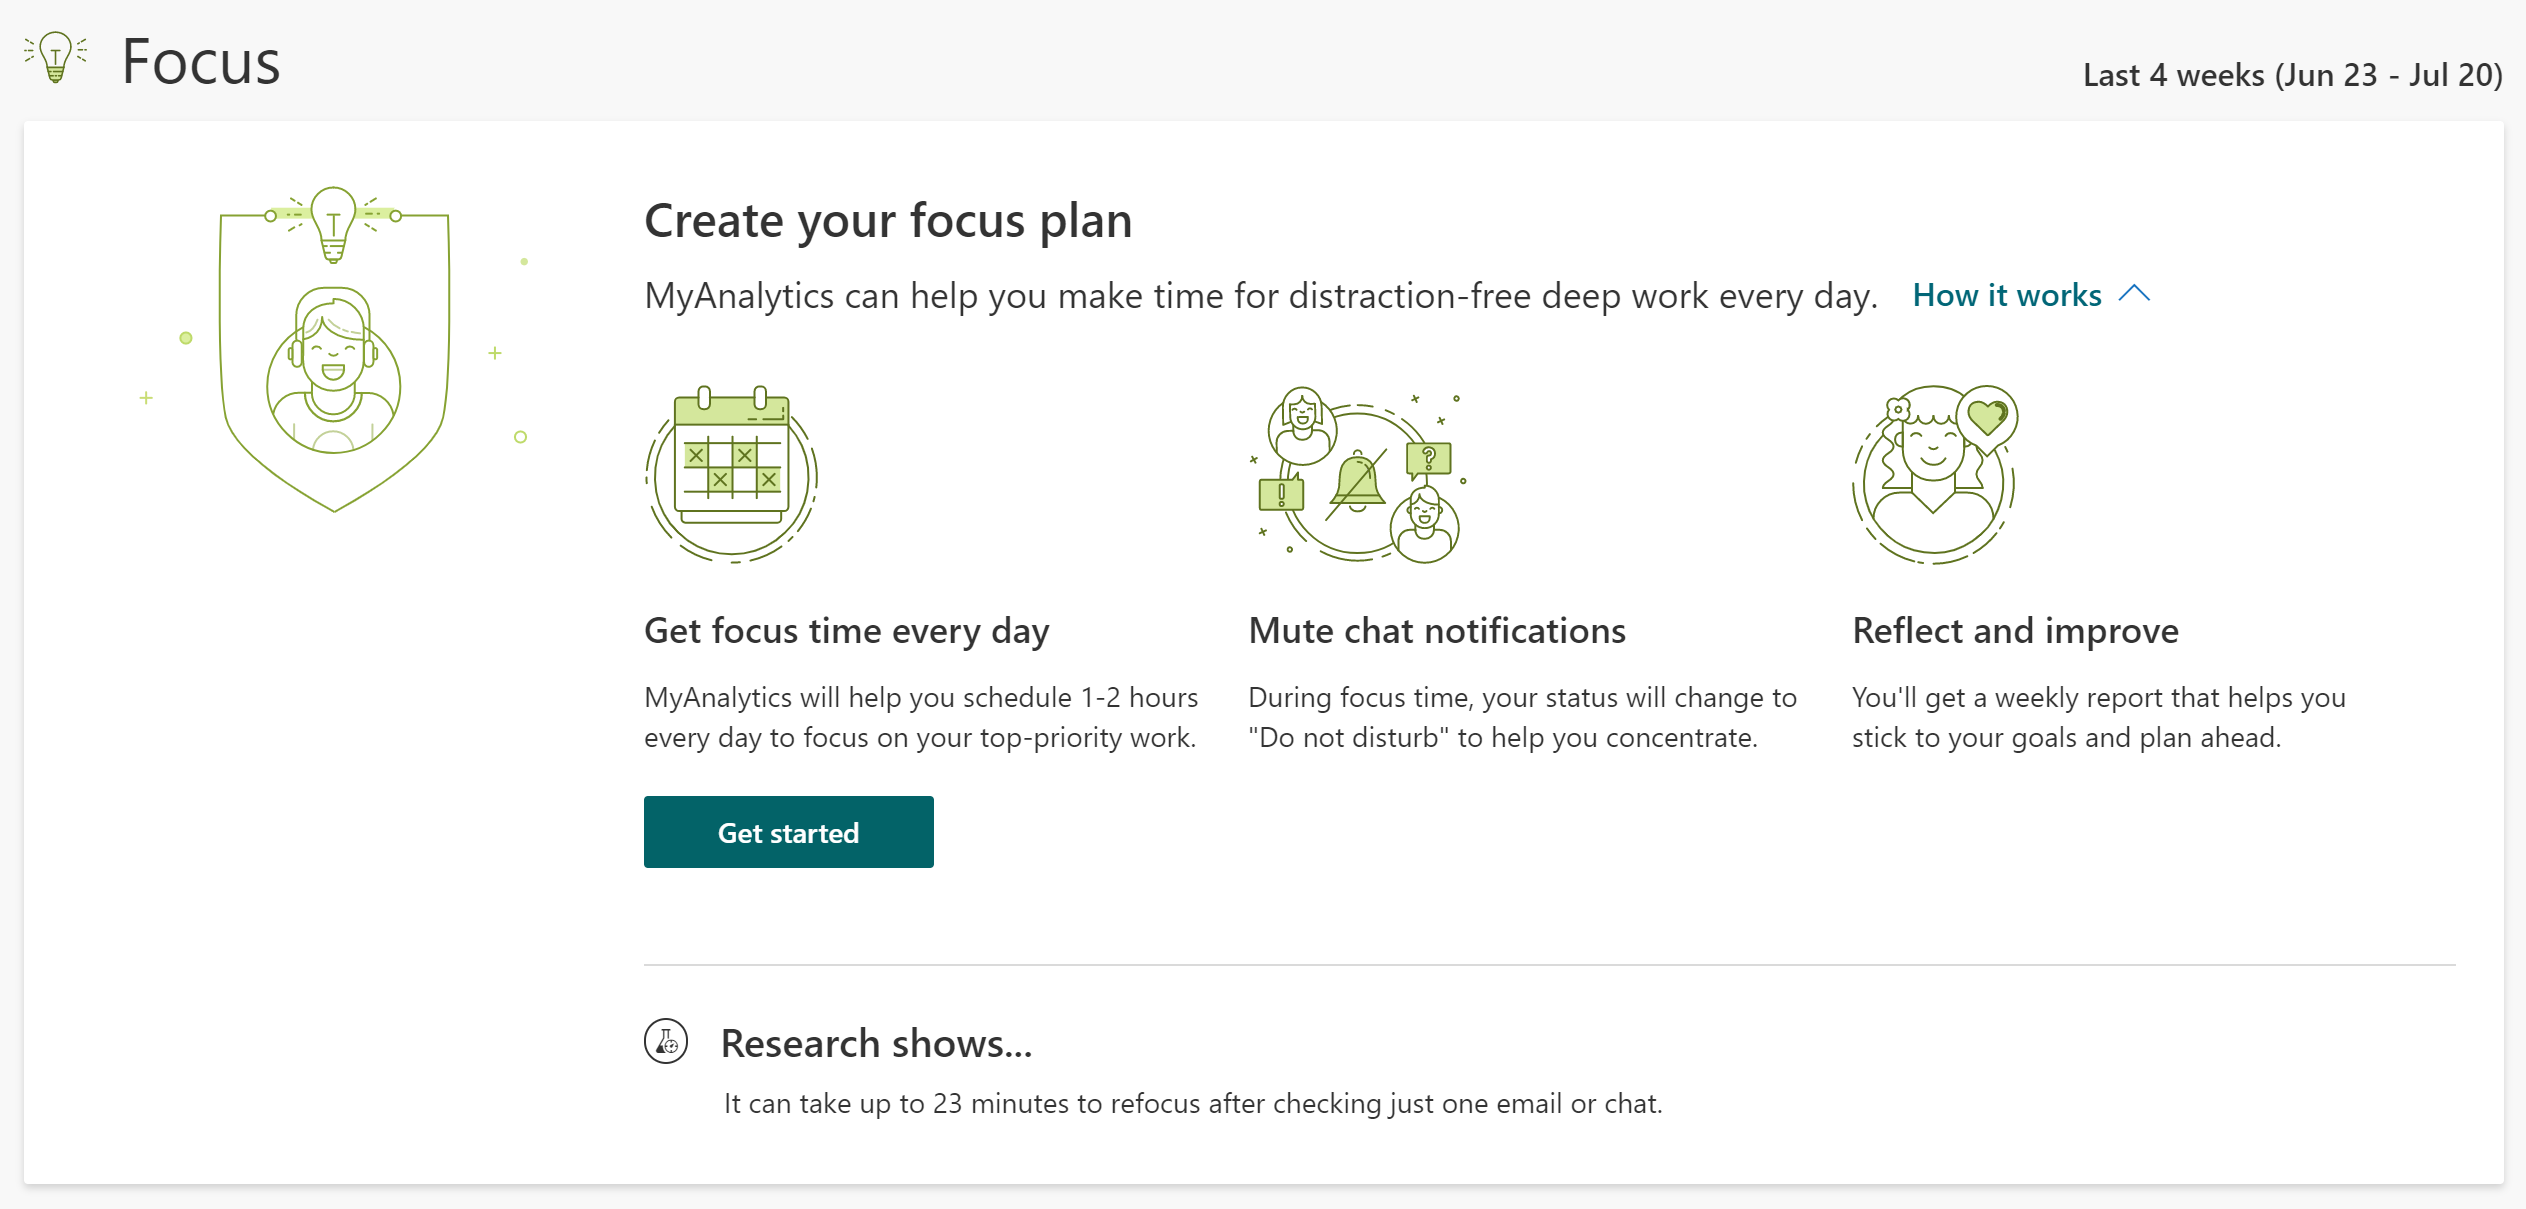 Focus
Last 4 weeks (Jun 23 - Jul 20)
Create your focus plan
MyAnalytics can help you make time for distraction-free deep work every day.
How it works
Get focus time every day
MyAnalytics will help you schedule 1-2 hours
every day to focus on your top-priority work.
Get started
Mute chat notifications
During focus time, your status will change to
"Do not disturb" to help you concentrate.
Reflect and improve
You'll get a weekly report that helps you
stick to your goals and plan ahead.
Research shows...
It can take up to 23 minutes to refocus after checking just one email or chat.